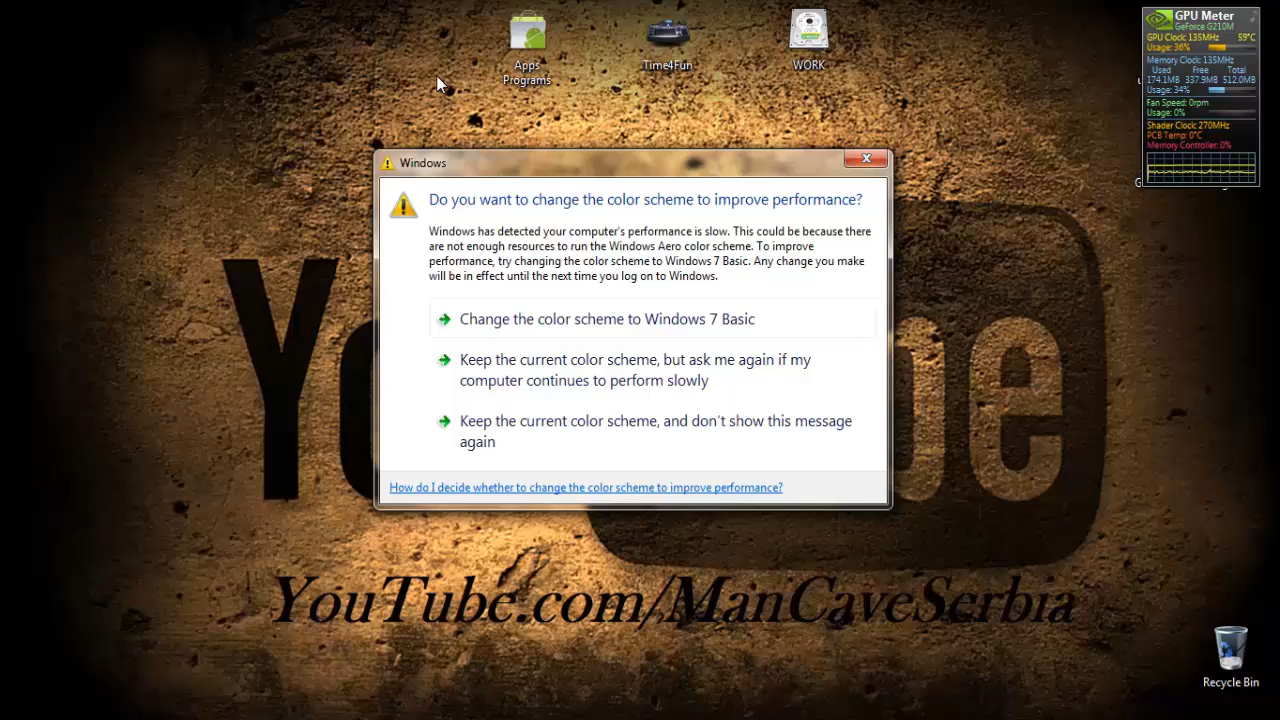 Apps
Programs
Time4Fun
WORK
GPU Meter
GeForce G210M
GPU Clock: 135MHz 59°C
Usage: 36%
Memory Clock: 135MHz
Used Free Total
174.1MB 337.9MB 512.0MB
Usage: 34%
Fan Speed: 0rpm
Usage: 0%
Shader Clock: 270MHz
PCB Temp: 0°C
Memory Controller: 0%
Windows
Do you want to change the color scheme to improve performance?
Windows has detected your computer's performance is slow. This could be because there
are not enough resources to run the Windows Aero color scheme. To improve
performance, try changing the color scheme to Windows 7 Basic. Any change you make
will be in effect until the next time you log on to Windows.
Change the color scheme to Windows 7 Basic
Keep the current color scheme, but ask me again if my
computer continues to perform slowly
Keep the current color scheme, and don't show this message
again
How do I decide whether to change the color scheme to improve performance?
YouTube.com/ManCaveSerbia
Recycle Bin